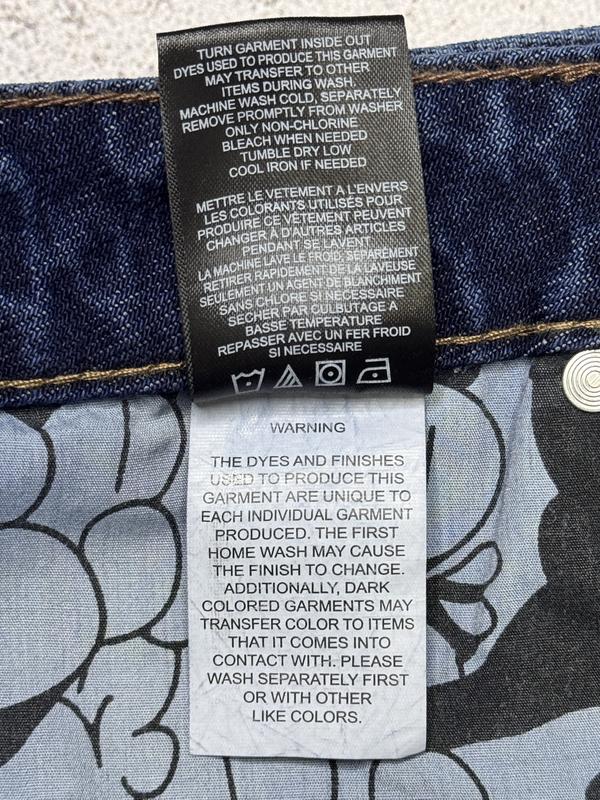 TURN GARMENT INSIDE OUT
DYES USED TO PRODUCE THIS GARMENT
MAY TRANSFER TO OTHER
ITEMS DURING WASH,
MACHINE WASH COLD, SEPARATELY
REMOVE PROMPTLY FROM WASHER
ONLY NON-CHLORINE
BLEACH WHEN NEEDED
TUMBLE DRY LOW
COOL IRON IF NEEDED
METTRE LE VETEMENT A L'ENVERS
LES COLORANTS UTILISÉS POUR
PRODUIRE CE VÊTEMENT PEUVENT
CHANGER À D'AUTRES ARTICLES
PENDANT SE LAVENT
LA MACHINE LAVE LE FROID, SÉPARÉMENT
RETIRER RAPIDEMENT DE LA LAVEUSE
SEULEMENT UN AGENT DE BLANCHIMENT
SANS CHLORE SI NECESSAIRE
SECHER PAR CULBUTAGE A
BASSE TEMPERATURE
REPASSER AVEC UN FER FROID
SI NECESSAIRE
WARNING
THE DYES AND FINISHES
USED TO PRODUCE THIS
GARMENT ARE UNIQUE TO
EACH INDIVIDUAL GARMENT
PRODUCED. THE FIRST
HOME WASH MAY CAUSE
THE FINISH TO CHANGE.
ADDITIONALLY, DARK
COLORED GARMENTS MAY
TRANSFER COLOR TO ITEMS
THAT IT COMES INTO
CONTACT WITH. PLEASE
WASH SEPARATELY FIRST
OR WITH OTHER
LIKE COLORS.